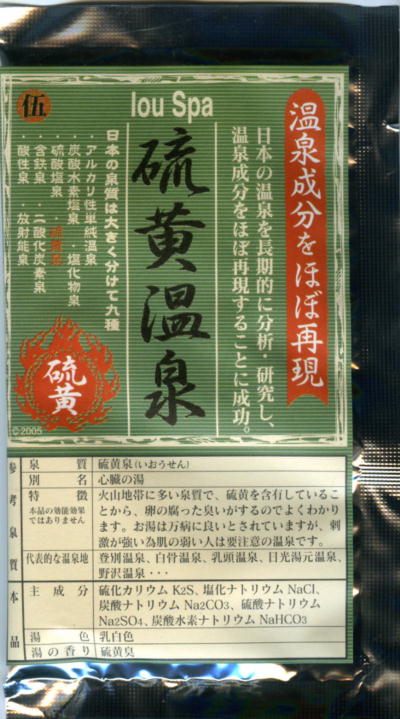 伍
Iou Spa
温泉成分をほぼ再現
日本の温泉を長期的に分析・研究し、
温泉成分をほぼ再現することに成功。
硫黄温泉
日本の泉質は大きく分けて九種
・アルカリ性単純温泉
・炭酸水素塩泉 ・塩化物泉
・硫酸塩泉 ・硫黄泉
・含鉄泉 ・二酸化炭素泉
・酸性泉 ・放射能泉
硫黄
©2005
参考泉質
泉質 硫黄泉(いおうせん)
別名 心臓の湯
特徴
本品の効能効果
ではありません
火山地帯に多い泉質で、硫黄を含有しているこ
とから、卵の腐った臭いがするのでよくわかり
ます。お湯は万病に良いとされていますが、刺
激が強い為肌の弱い人は要注意の温泉です。
代表的な温泉地 登別温泉、白骨温泉、乳頭温泉、日光湯元温泉、
野沢温泉・・・
本品
主成分 硫化カリウム K2S、塩化ナトリウム NaCl、
炭酸ナトリウム Na2CO3、硫酸ナトリウム
Na2SO4、炭酸水素ナトリウム NaHCO3
湯色 乳白色
湯の香り 硫黄臭